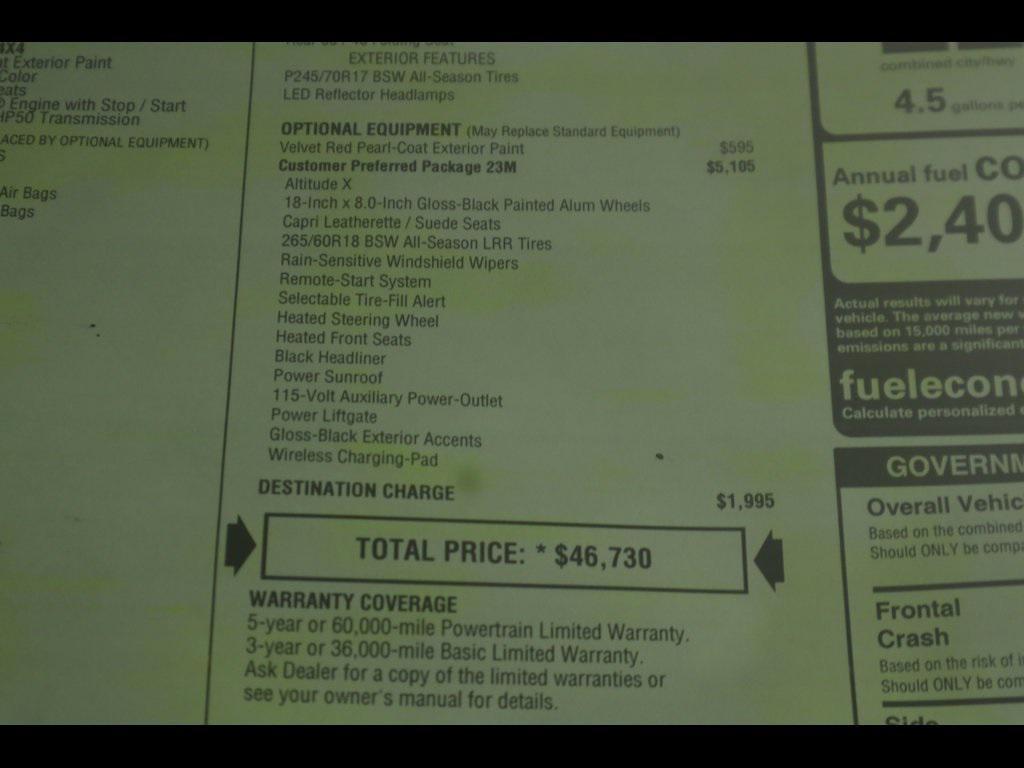 4X4
Exterior Paint
Color
eats
Engine with Stop / Start
HP50 Transmission
LACED BY OPTIONAL EQUIPMENT)
S
Air Bags
Bags
EXTERIOR FEATURES
P245/70R17 BSW All-Season Tires
LED Reflector Headlamps
OPTIONAL EQUIPMENT (May Replace Standard Equipment)
Velvet Red Pearl-Coat Exterior Paint $595
Customer Preferred Package 23M $5,105
Altitude X
18-Inch x 8.0-Inch Gloss-Black Painted Alum Wheels
Capri Leatherette / Suede Seats
265/60R18 BSW All-Season LRR Tires
Rain-Sensitive Windshield Wipers
Remote-Start System
Selectable Tire-Fill Alert
Heated Steering Wheel
Heated Front Seats
Black Headliner
Power Sunroof
115-Volt Auxiliary Power-Outlet
Power Liftgate
Gloss-Black Exterior Accents
Wireless Charging-Pad
DESTINATION CHARGE $1,995
TOTAL PRICE: * $46,730
WARRANTY COVERAGE
5-year or 60,000-mile Powertrain Limited Warranty.
3-year or 36,000-mile Basic Limited Warranty.
Ask Dealer for a copy of the limited warranties or
see your owner's manual for details.
combined city/hwy
4.5 gallons pe
Annual fuel CO
$2,40
Actual results will vary for
vehicle. The average new v
based on 15,000 miles per
emissions are a significant
fuelecon
Calculate personalized
GOVERNM
Overall Vehic
Based on the combined
Should ONLY be compa
Frontal
Crash
Based on the risk of i
Should ONLY be com
Side